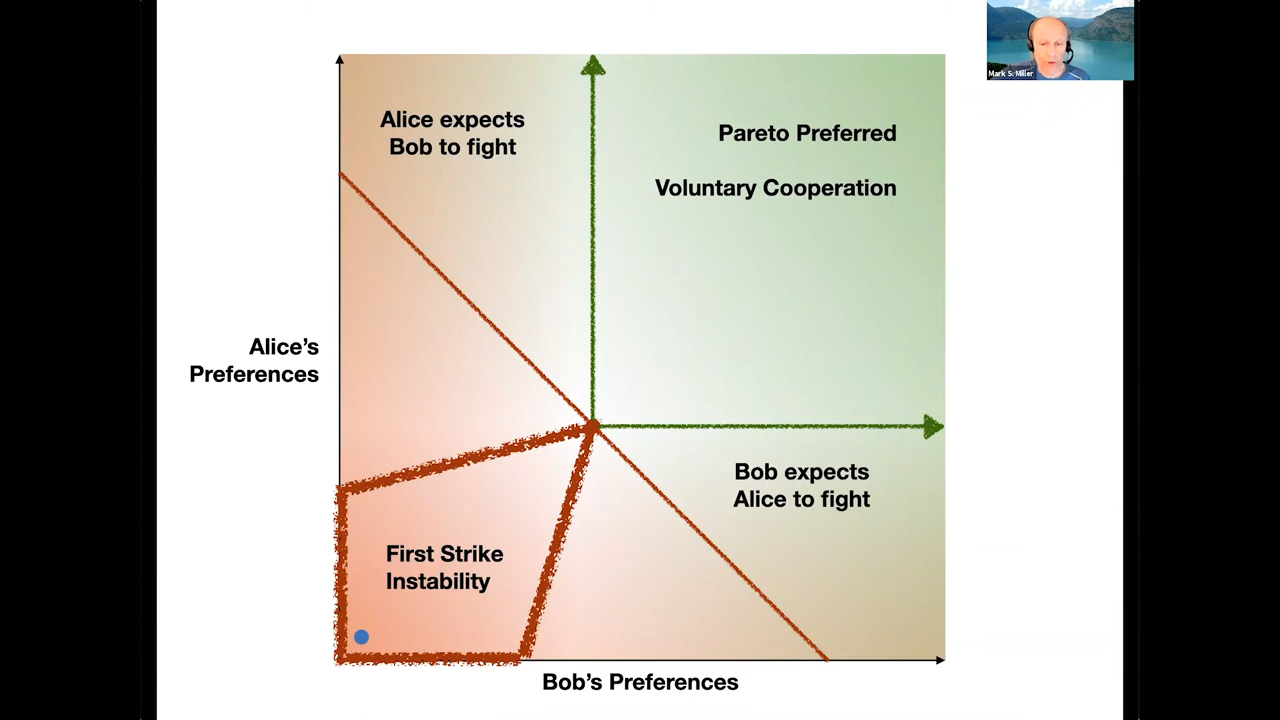 Mark S. Miller
Alice expects
Bob to fight
Pareto Preferred
Voluntary Cooperation
Alice’s
Preferences
Bob expects
Alice to fight
First Strike
Instability
Bob’s Preferences